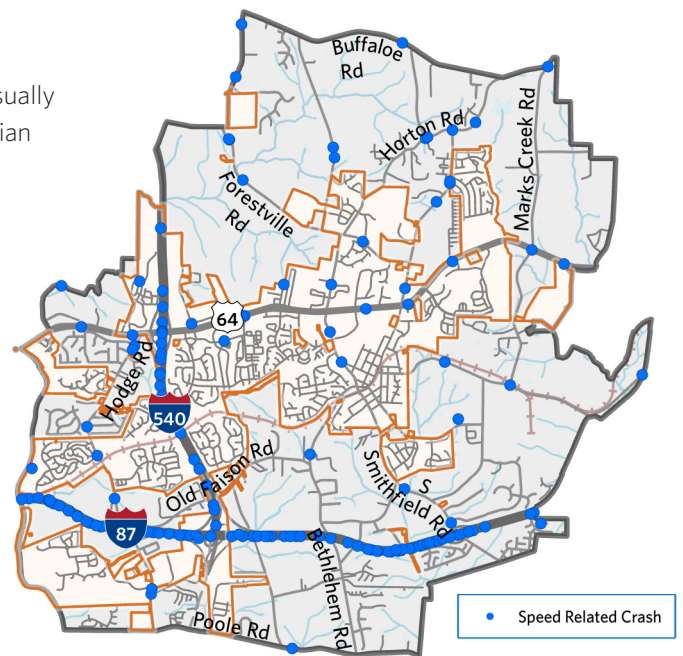 sually
ian
Buffaloe
Rd
Horton Rd
Marks Creek Rd
Forestville
Rd
64
Hodge Rd
540
Old Faison Rd
S
Smithfield Rd
87
Bethlehem Rd
Poole Rd
Speed Related Crash